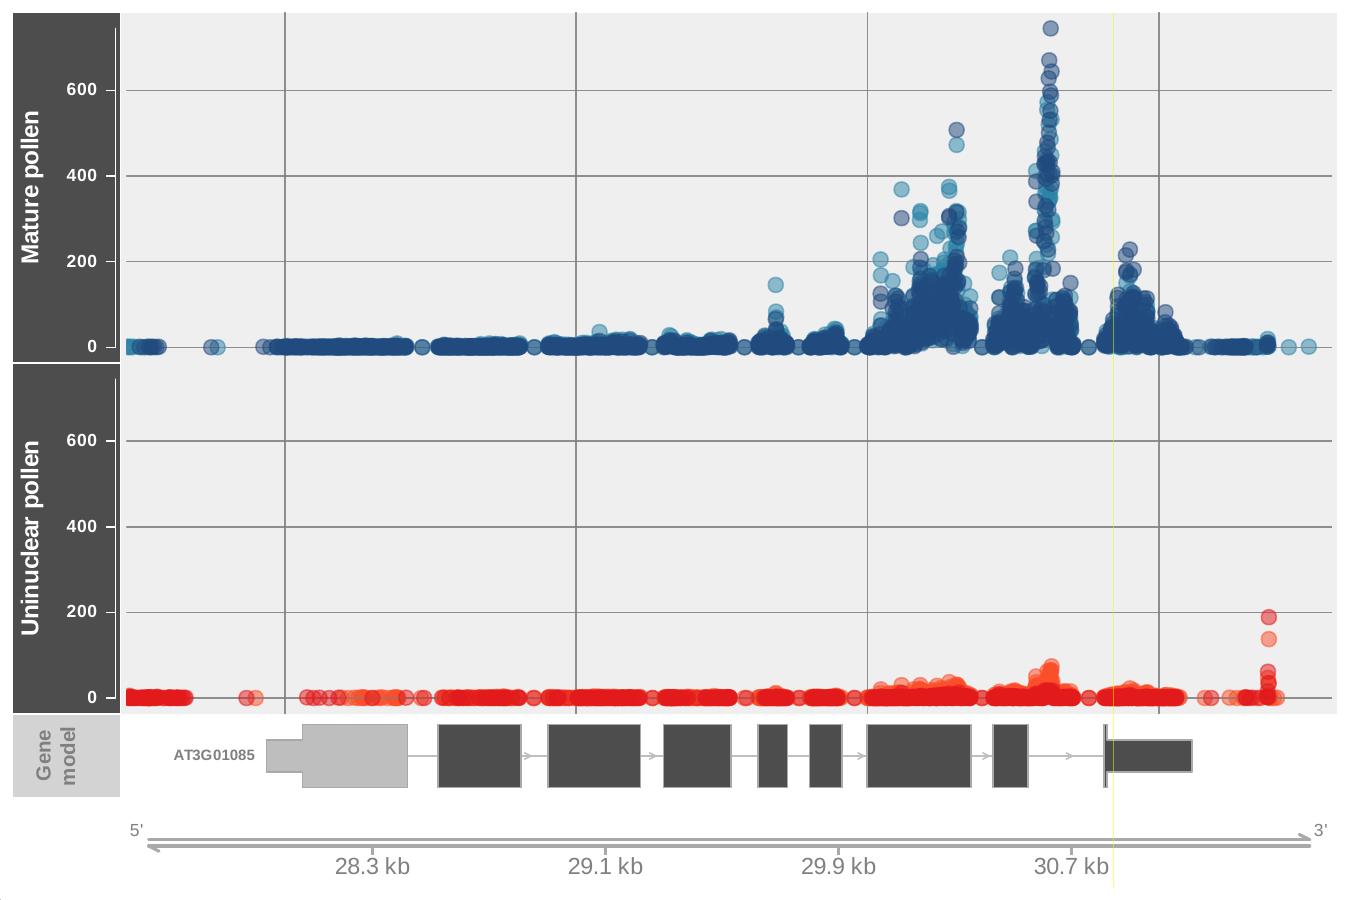 Mature pollen
600
400
200
0
Uninuclear pollen
600
400
200
0
Gene
model
AT3G01085
5'
3'
28.3 kb
29.1 kb
29.9 kb
30.7 kb